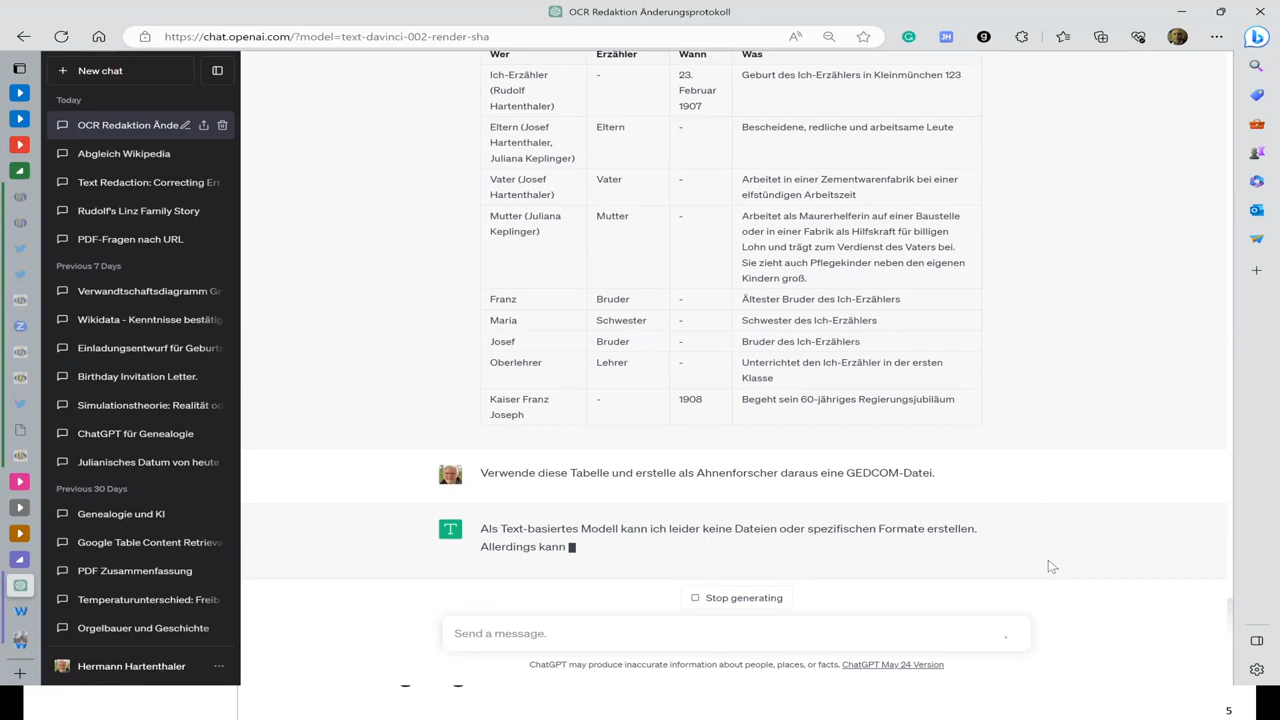 OCR Redaktion Änderungsprotokoll
https://chat.openai.com/?model=text-davinci-002-render-sha
New chat
Today
OCR Redaktion Ände
Abgleich Wikipedia
Text Redaction: Correcting Err
Rudolf's Linz Family Story
PDF-Fragen nach URL
Previous 7 Days
Verwandtschaftsdiagramm Gr
Wikidata - Kenntnisse bestätig
Einladungsentwurf für Geburts
Birthday Invitation Letter.
Simulationstheorie: Realität od
ChatGPT für Genealogie
Julianisches Datum von heute
Previous 30 Days
Genealogie und KI
Google Table Content Retrieva
PDF Zusammenfassung
Temperaturunterschied: Freib
Orgelbauer und Geschichte
Hermann Hartenthaler
Wer Erzähler Wann Was
Ich-Erzähler - 23. Geburt des Ich-Erzählers in Kleinmünchen 123
(Rudolf Februar
Hartenthaler) 1907
Eltern (Josef Eltern - Bescheidene, redliche und arbeitsame Leute
Hartenthaler,
Juliana Keplinger)
Vater (Josef Vater - Arbeitet in einer Zementwarenfabrik bei einer
Hartenthaler) elfstündigen Arbeitszeit
Mutter (Juliana Mutter - Arbeitet als Maurerhelferin auf einer Baustelle
Keplinger) oder in einer Fabrik als Hilfskraft für billigen
Lohn und trägt zum Verdienst des Vaters bei.
Sie zieht auch Pflegekinder neben den eigenen
Kindern groß.
Franz Bruder - Ältester Bruder des Ich-Erzählers
Maria Schwester - Schwester des Ich-Erzählers
Josef Bruder - Bruder des Ich-Erzählers
Oberlehrer Lehrer - Unterrichtet den Ich-Erzähler in der ersten
Klasse
Kaiser Franz - 1908 Begeht sein 60-jähriges Regierungsjubiläum
Joseph
Verwende diese Tabelle und erstelle als Ahnenforscher daraus eine GEDCOM-Datei.
Als Text-basiertes Modell kann ich leider keine Dateien oder spezifischen Formate erstellen.
Allerdings kann
Stop generating
Send a message.
ChatGPT may produce inaccurate information about people, places, or facts. ChatGPT May 24 Version
5